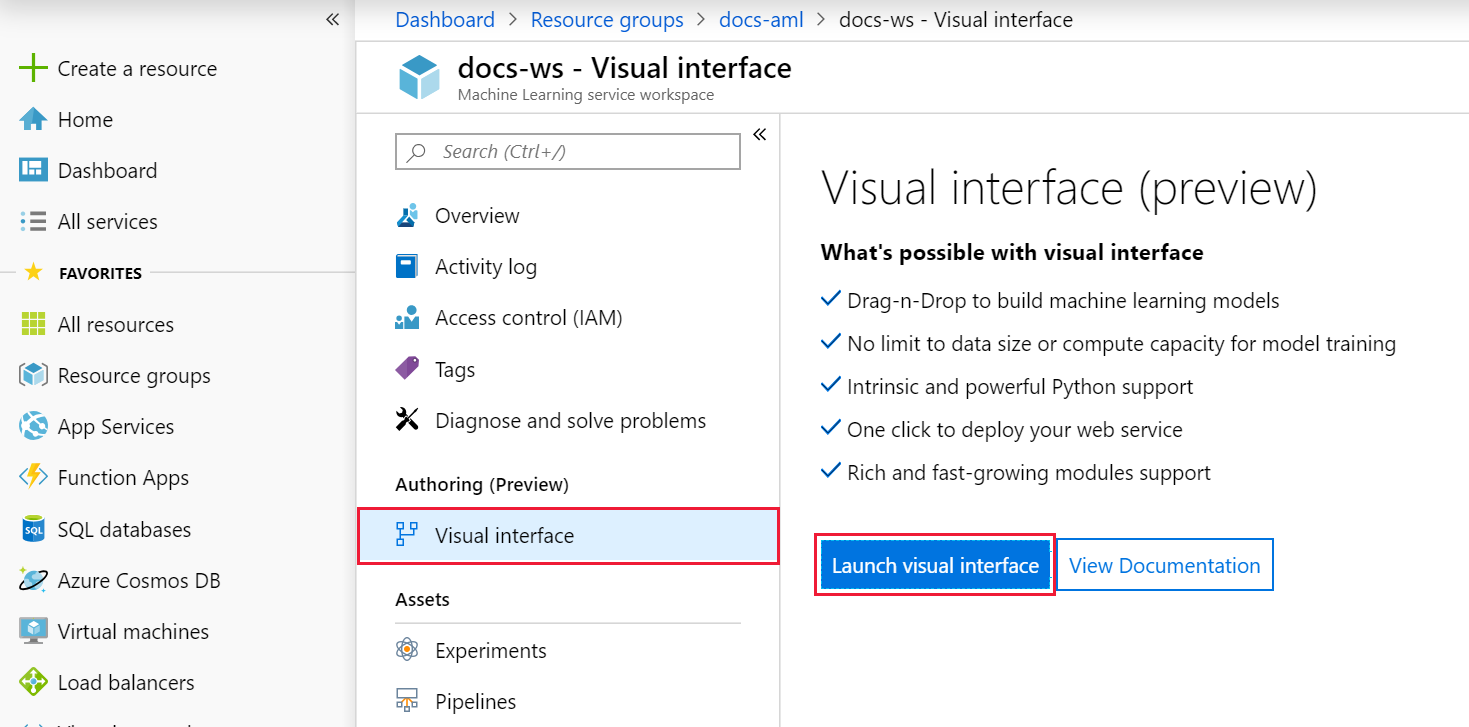 «
Create a resource
Home
Dashboard
All services
FAVORITES
All resources
Resource groups
App Services
Function Apps
SQL databases
Azure Cosmos DB
Virtual machines
Load balancers
Dashboard > Resource groups > docs-aml > docs-ws - Visual interface
docs-ws - Visual interface
Machine Learning service workspace
Search (Ctrl+/)
«
Overview
Activity log
Access control (IAM)
Tags
Diagnose and solve problems
Authoring (Preview)
Visual interface
Assets
Experiments
Pipelines
Visual interface (preview)
What's possible with visual interface
Drag-n-Drop to build machine learning models
No limit to data size or compute capacity for model training
Intrinsic and powerful Python support
One click to deploy your web service
Rich and fast-growing modules support
Launch visual interface
View Documentation